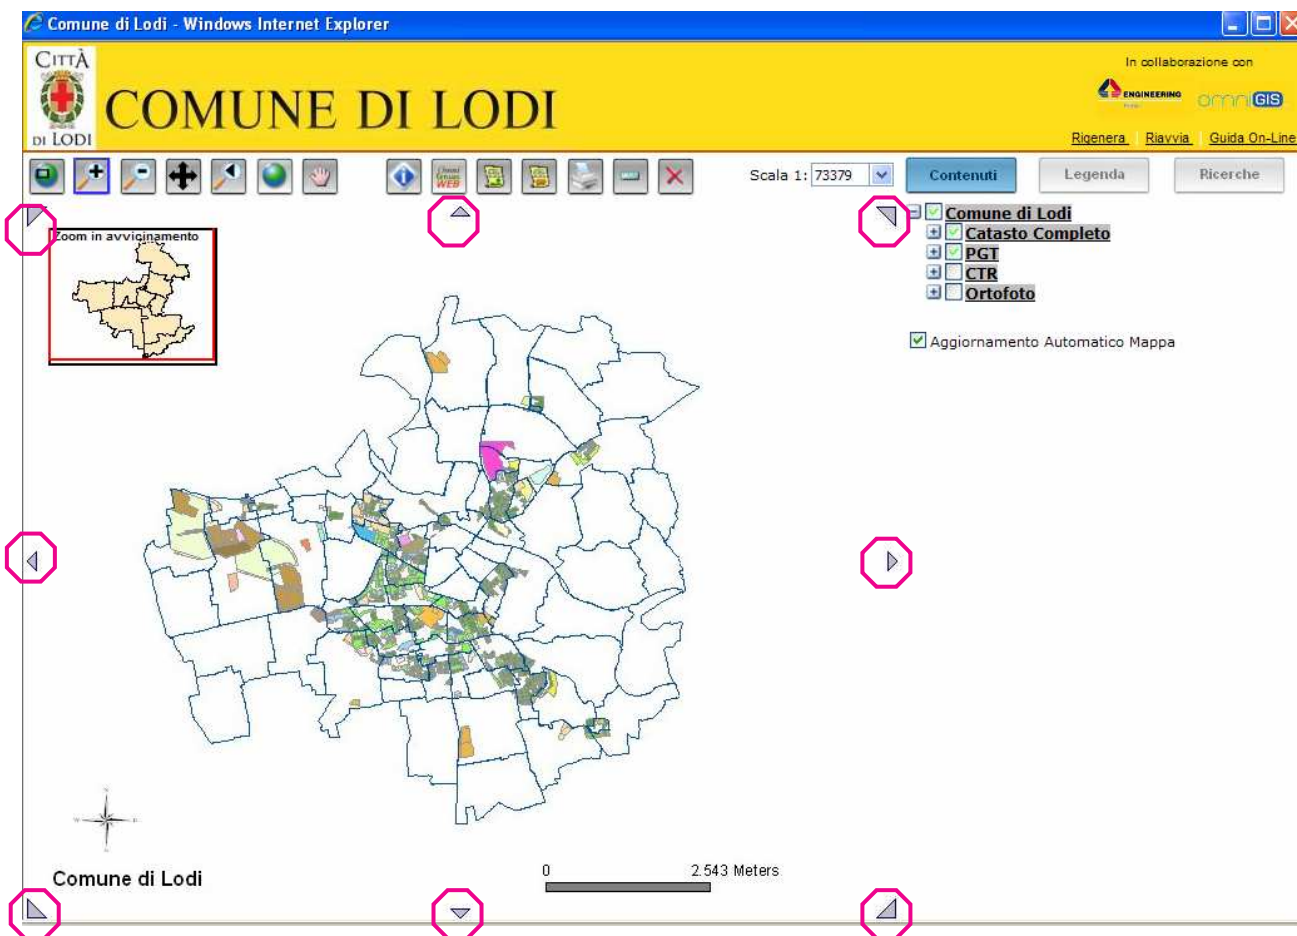 Comune di Lodi - Windows Internet Explorer
CITTÀ
DI LODI
COMUNE DI LODI
In collaborazione con
ENGINEERING
omniGIS
Rigenera | Riavvia | Guida On-Line
WEB
Scala 1: 73379
Contenuti
Legenda
Ricerche
Zoom in avvicinamento
Comune di Lodi
Catasto Completo
PGT
CTR
Ortofoto
Aggiornamento Automatico Mappa
Comune di Lodi
0 2.543 Meters